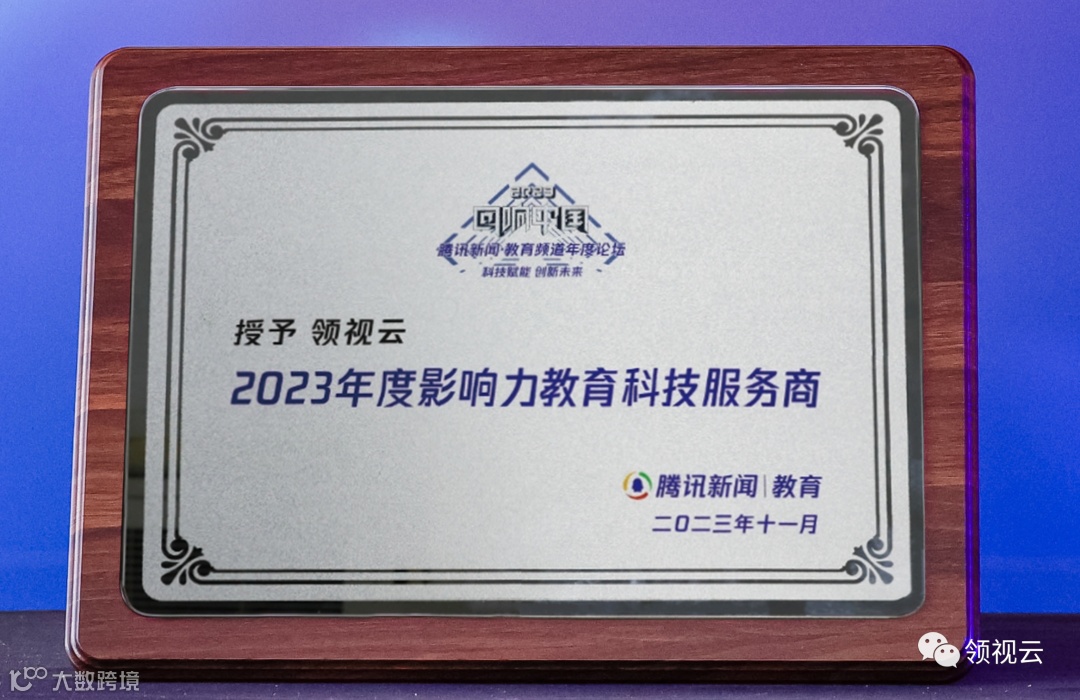 2023
回响中国
腾讯新闻·教育频道年度论坛
科技赋能 创新未来
授予 领视云
2023年度影响力教育科技服务商
腾讯新闻|教育
二〇二三年十一月
领视云
大数跨境